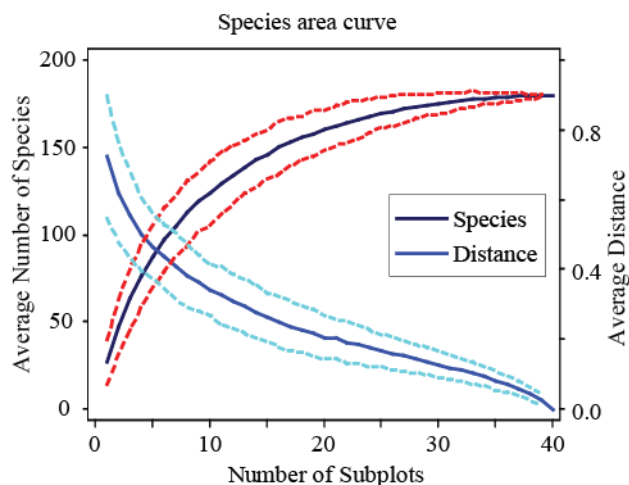 Species area curve
Average Number of Species
200
150
100
50
0
0.8
0.4
0.0
Average Distance
Species
Distance
0 10 20 30 40
Number of Subplots